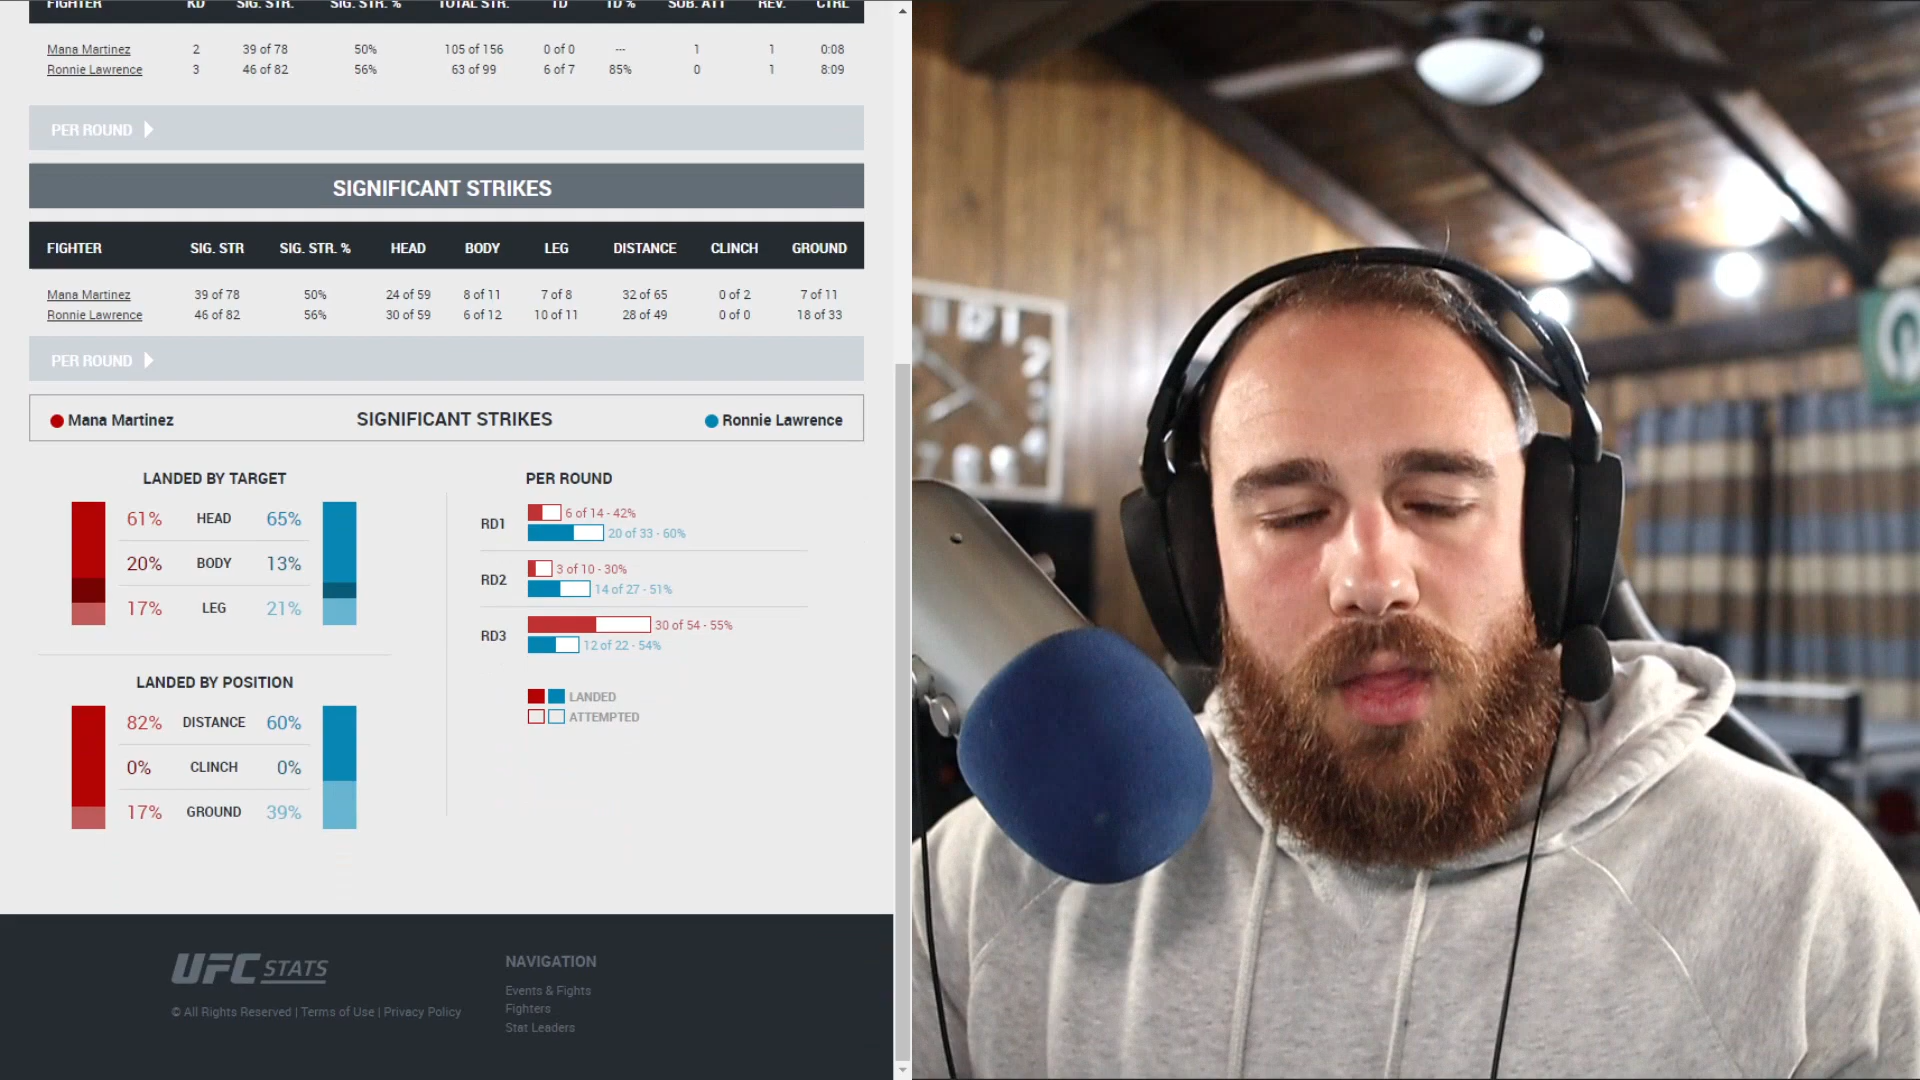 FIGHTER KD SIG. STR. SIG. STR. % TOTAL STR. TD TD % SUB. ATT REV. CTRL
Mana Martinez 2 39 of 78 50% 105 of 156 0 of 0 --- 1 1 0:08
Ronnie Lawrence 3 46 of 82 56% 63 of 99 6 of 7 85% 0 1 8:09
PER ROUND
SIGNIFICANT STRIKES
FIGHTER SIG. STR SIG. STR. % HEAD BODY LEG DISTANCE CLINCH GROUND
Mana Martinez 39 of 78 50% 24 of 59 8 of 11 7 of 8 32 of 65 0 of 2 7 of 11
Ronnie Lawrence 46 of 82 56% 30 of 59 6 of 12 10 of 11 28 of 49 0 of 0 18 of 33
PER ROUND
Mana Martinez SIGNIFICANT STRIKES Ronnie Lawrence
LANDED BY TARGET
61% HEAD 65%
20% BODY 13%
17% LEG 21%
LANDED BY POSITION
82% DISTANCE 60%
0% CLINCH 0%
17% GROUND 39%
PER ROUND
RD1
6 of 14 - 42%
20 of 33 - 60%
RD2
3 of 10 - 30%
14 of 27 - 51%
RD3
30 of 54 - 55%
12 of 22 - 54%
LANDED
ATTEMPTED
UFC STATS
© All Rights Reserved | Terms of Use | Privacy Policy
NAVIGATION
Events & Fights
Fighters
Stat Leaders